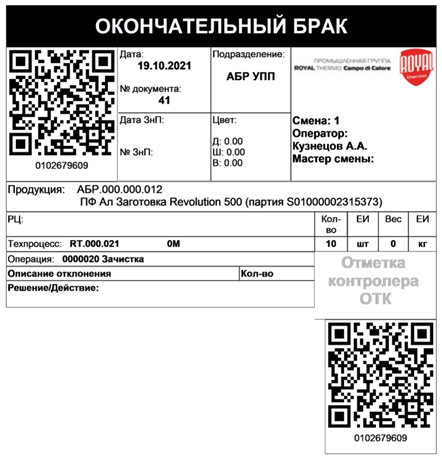 ОКОНЧАТЕЛЬНЫЙ БРАК
Дата:
19.10.2021
№ документа:
41
Подразделение:
АБР УПП
ПРОМЫШЛЕННАЯ ГРУППА
ROYAL THERMO Campo di Calore
ROYAL
thermo
0102679609
Дата ЗнП:
№ ЗнП:
Цвет:
Д: 0.00
Ш: 0.00
В: 0.00
Смена: 1
Оператор:
Кузнецов А.А.
Мастер смены:
Продукция: АБР.000.000.012
ПФ Ал Заготовка Revolution 500 (партия S01000002315373)
РЦ: Кол-во ЕИ Вес ЕИ
Техпроцесс: RT.000.021 0М 10 шт 0 кг
Операция: 0000020 Зачистка
Описание отклонения Кол-во
Решение/Действие:
Отметка
контролера
ОТК
0102679609